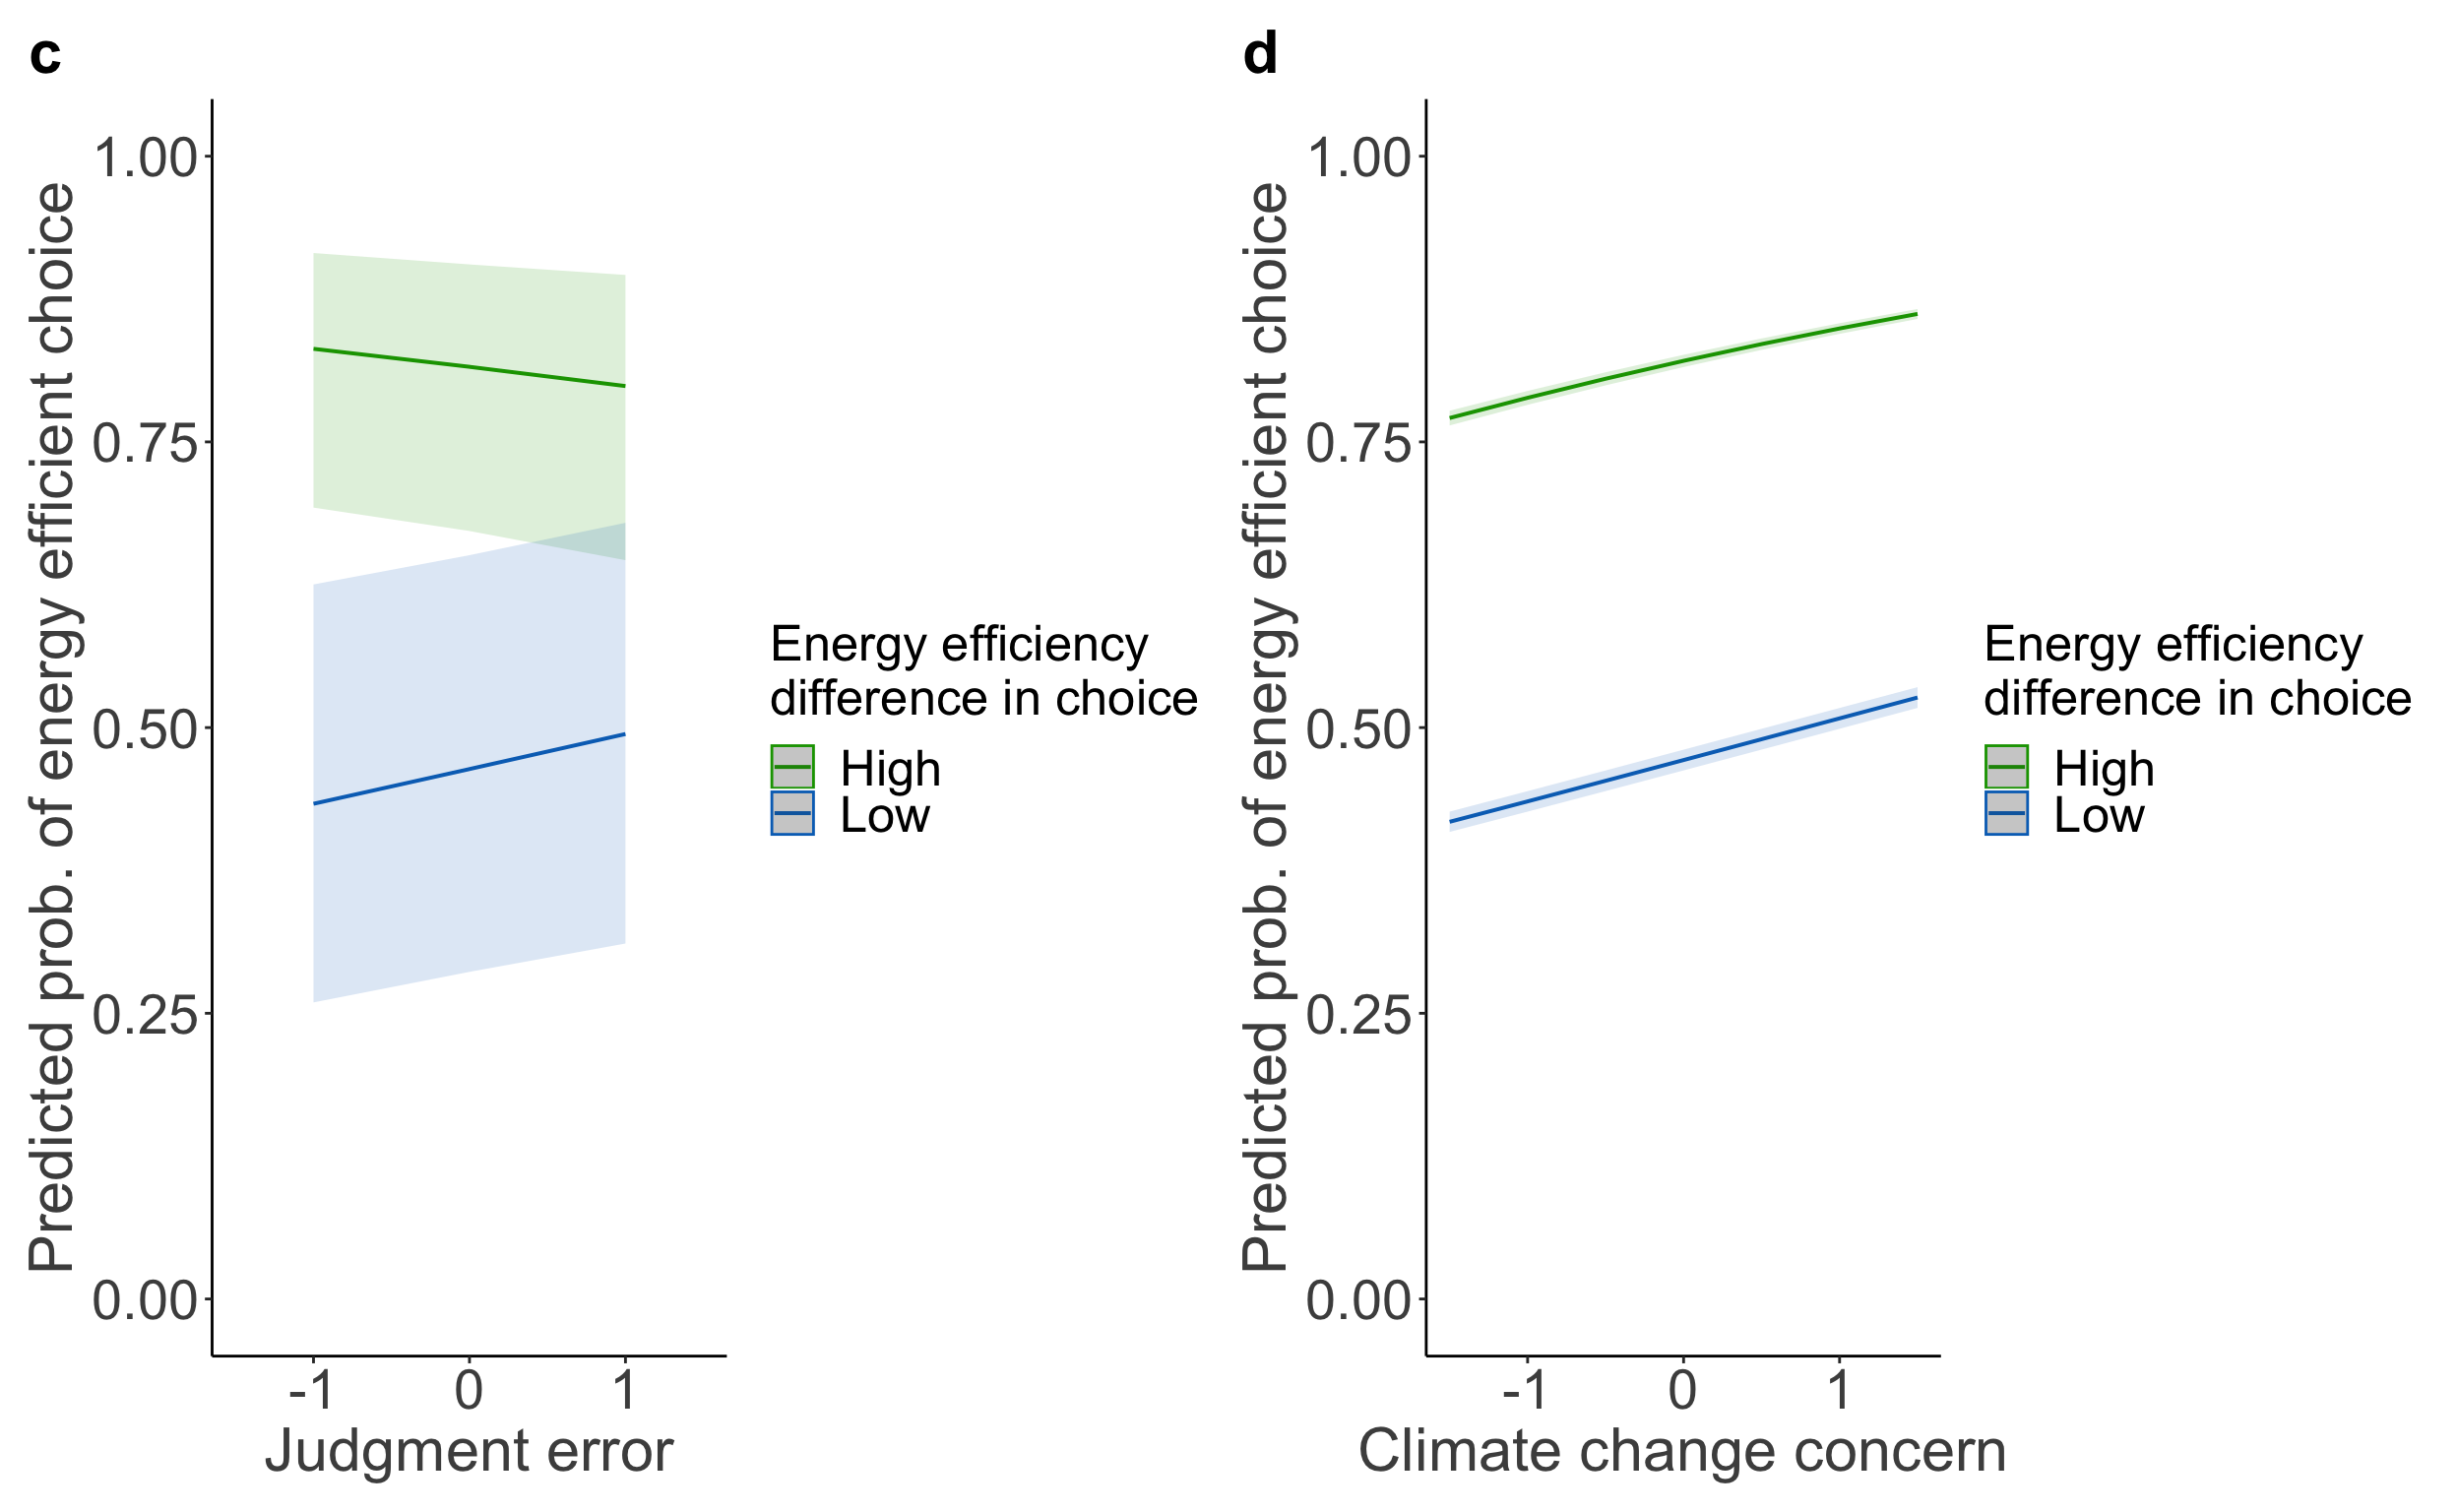 c
Predicted prob. of energy efficient choice
1.00
0.75
0.50
0.25
0.00
-1
0
1
Judgment error
Energy efficiency
difference in choice
High
Low
d
Predicted prob. of energy efficient choice
1.00
0.75
0.50
0.25
0.00
-1
0
1
Climate change concern
Energy efficiency
difference in choice
High
Low